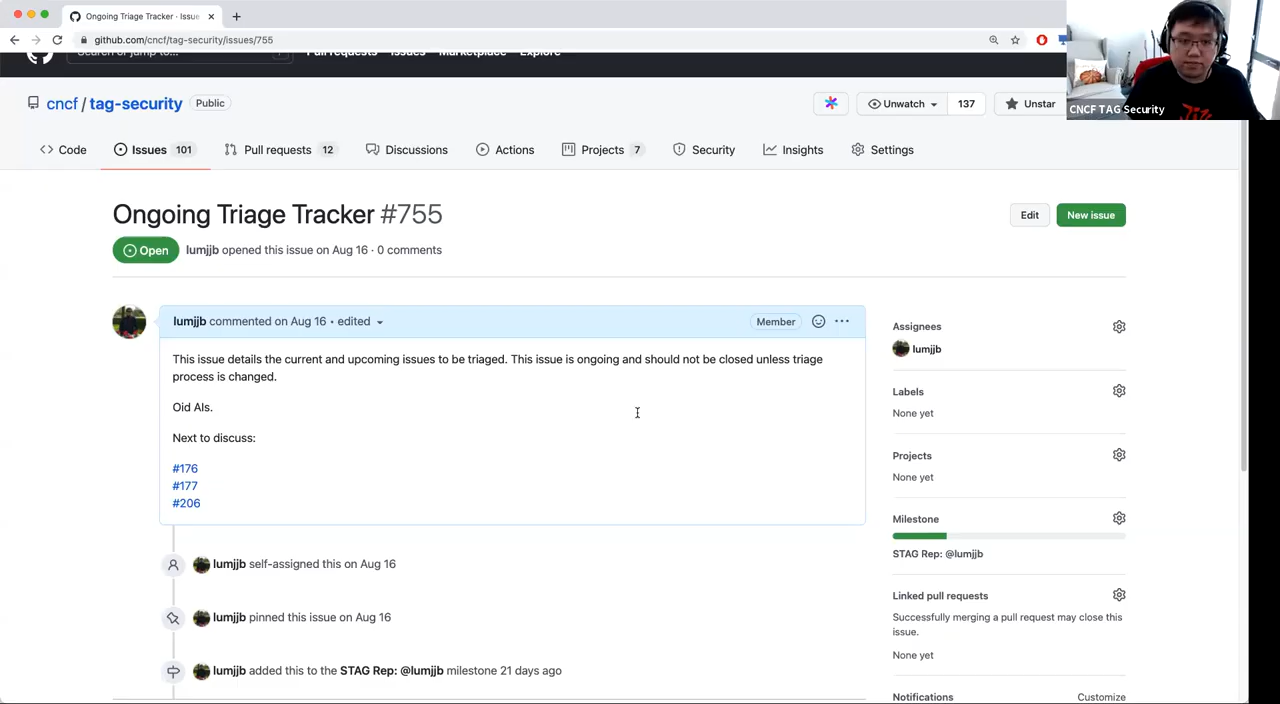 Ongoing Triage Tracker · Issue
github.com/cncf/tag-security/issues/755
Search or jump to...
Pull requests Issues Marketplace Explore
CNCF TAG Security
cncf / tag-security Public
Unwatch 137 Unstar
Code Issues 101 Pull requests 12 Discussions Actions Projects 7 Security Insights Settings
Ongoing Triage Tracker #755
Edit New issue
Open lumjjb opened this issue on Aug 16 · 0 comments
lumjjb commented on Aug 16 • edited Member
This issue details the current and upcoming issues to be triaged. This issue is ongoing and should not be closed unless triage
process is changed.
Oid AIs.
Next to discuss:
#176
#177
#206
lumjjb self-assigned this on Aug 16
lumjjb pinned this issue on Aug 16
lumjjb added this to the STAG Rep: @lumjjb milestone 21 days ago
Assignees
lumjjb
Labels
None yet
Projects
None yet
Milestone
STAG Rep: @lumjjb
Linked pull requests
Successfully merging a pull request may close this
issue.
None yet
Notifications Customize